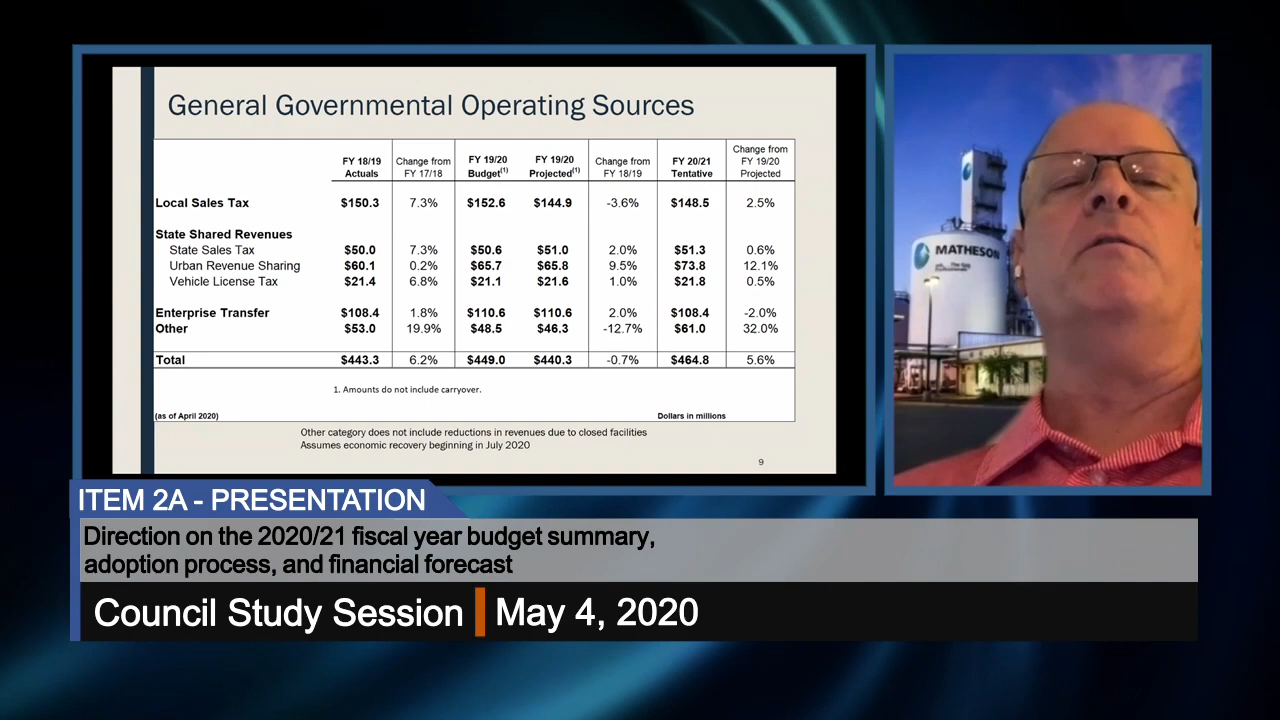 General Governmental Operating Sources
FY 18/19 Actuals Change from FY 17/18 FY 19/20 Budget(1) FY 19/20 Projected(1) Change from FY 18/19 FY 20/21 Tentative Change from FY 19/20 Projected
Local Sales Tax $150.3 7.3% $152.6 $144.9 -3.6% $148.5 2.5%
State Shared Revenues
State Sales Tax $50.0 7.3% $50.6 $51.0 2.0% $51.3 0.6%
Urban Revenue Sharing $60.1 0.2% $65.7 $65.8 9.5% $73.8 12.1%
Vehicle License Tax $21.4 6.8% $21.1 $21.6 1.0% $21.8 0.5%
Enterprise Transfer $108.4 1.8% $110.6 $110.6 2.0% $108.4 -2.0%
Other $53.0 19.9% $48.5 $46.3 -12.7% $61.0 32.0%
Total $443.3 6.2% $449.0 $440.3 -0.7% $464.8 5.6%
1. Amounts do not include carryover.
(as of April 2020) Dollars in millions
Other category does not include reductions in revenues due to closed facilities
Assumes economic recovery beginning in July 2020
9
MATHESON
ITEM 2A - PRESENTATION
Direction on the 2020/21 fiscal year budget summary,
adoption process, and financial forecast
Council Study Session May 4, 2020